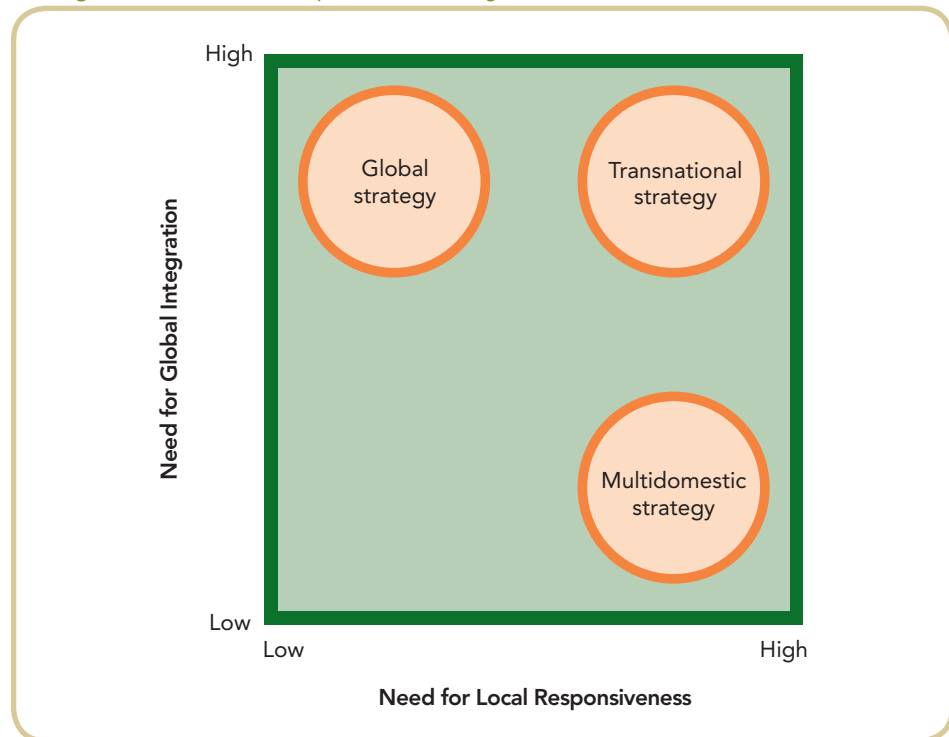 High
Global
strategy
Transnational
strategy
Need for Global Integration
Multidomestic
strategy
Low
Low
High
Need for Local Responsiveness